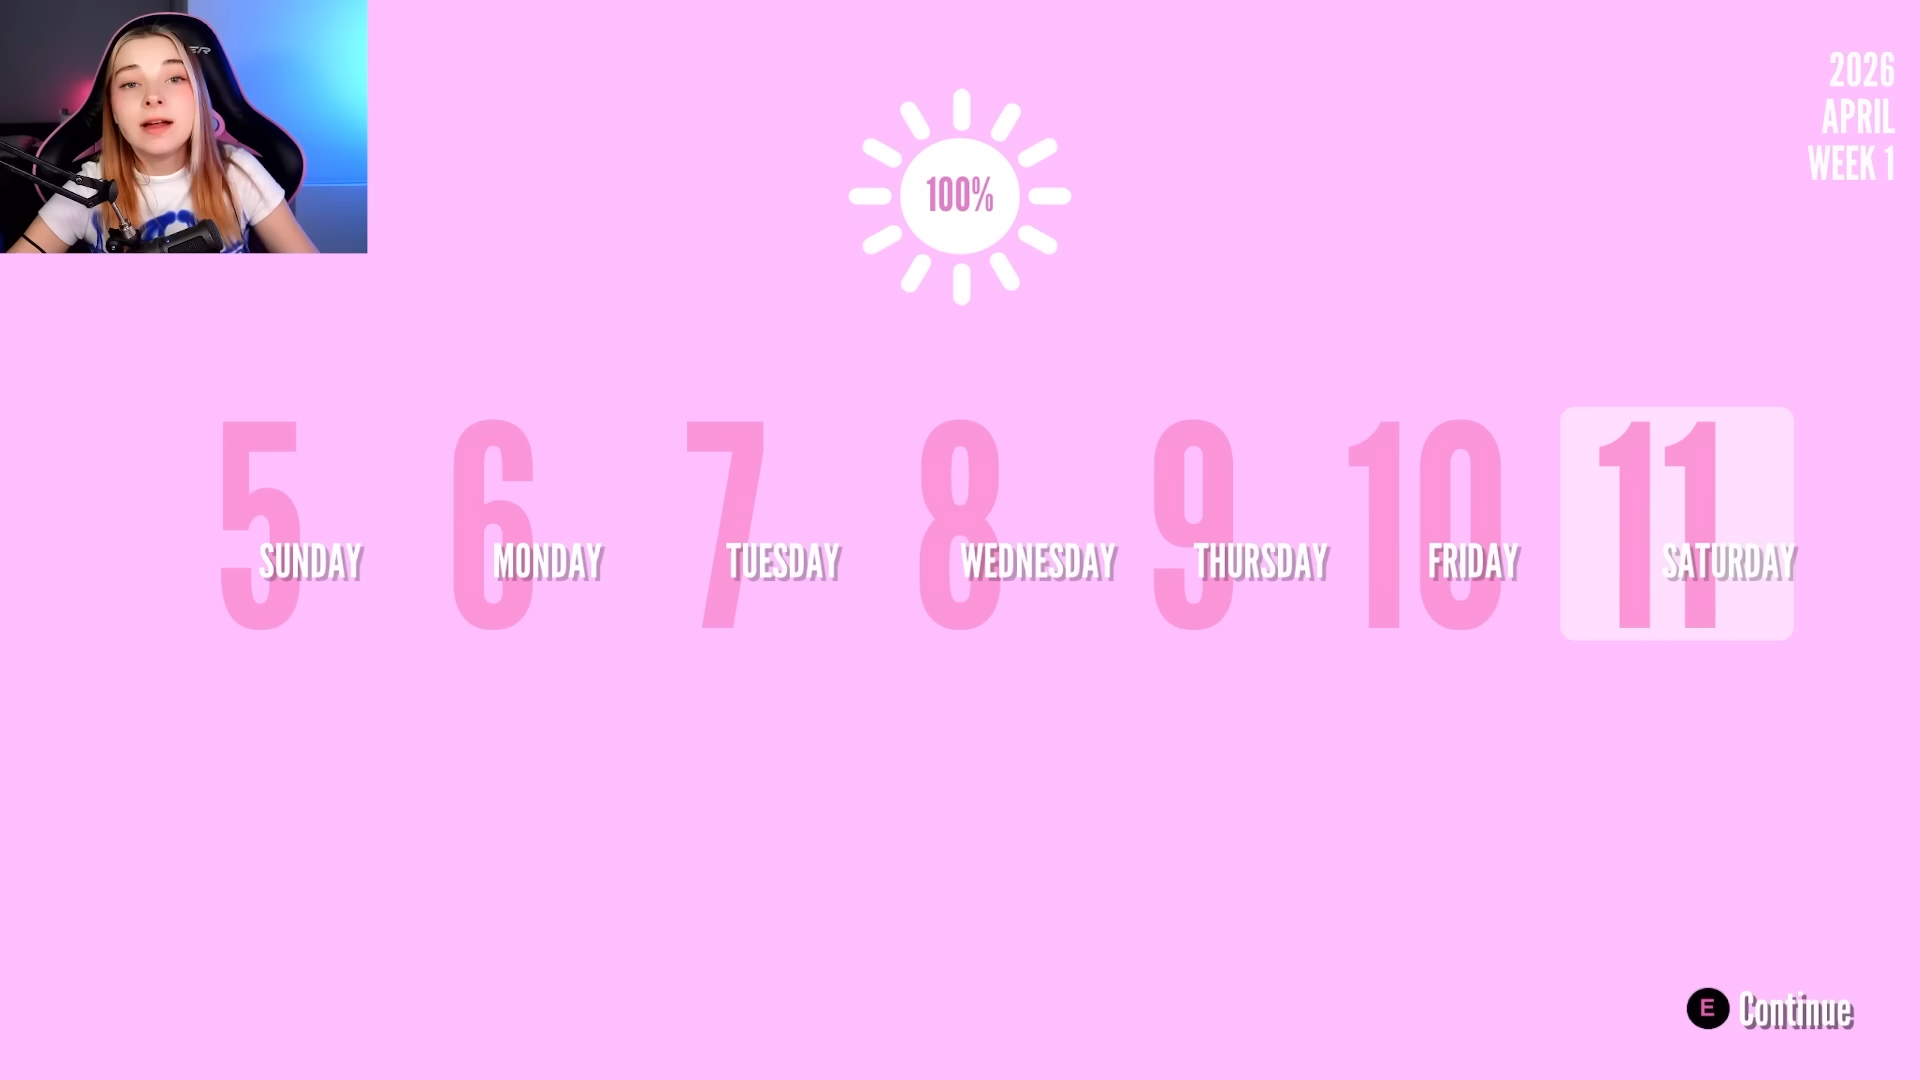 2026
APRIL
WEEK 1
100%
5 6 7 8 9 10 11
SUNDAY MONDAY TUESDAY WEDNESDAY THURSDAY FRIDAY SATURDAY
E Continue